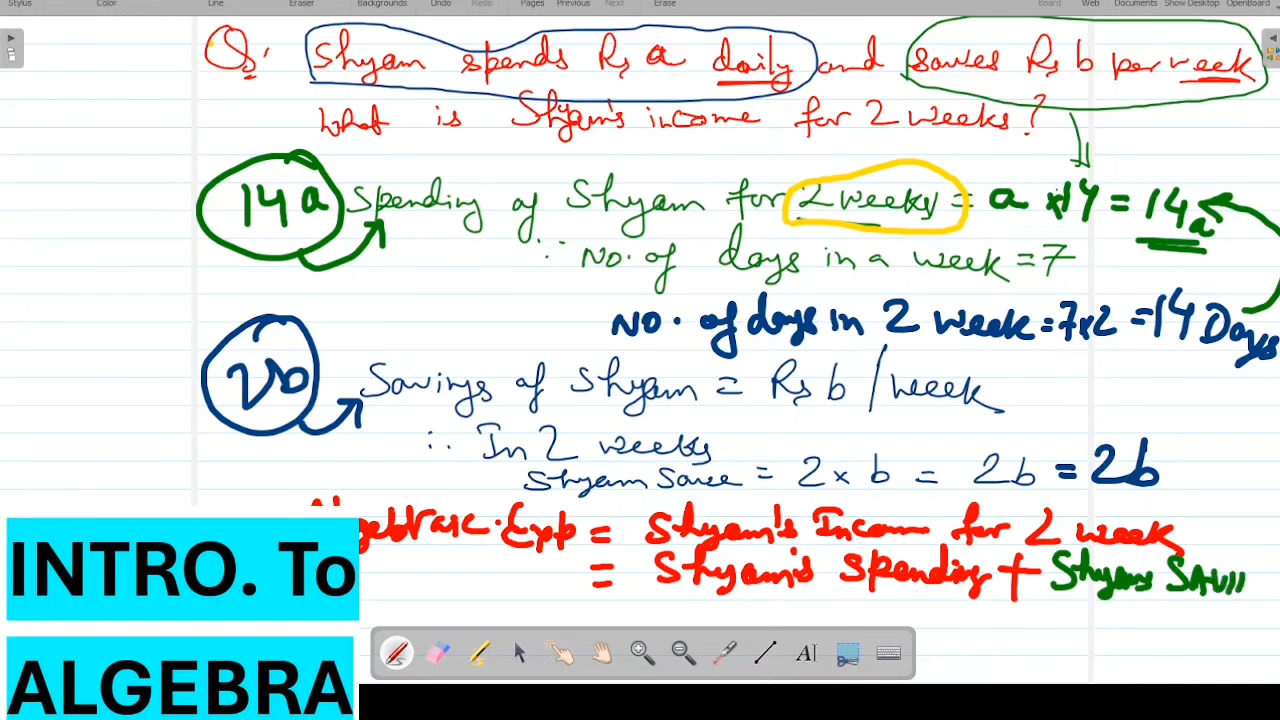 Stylus Color Line Eraser Backgrounds Undo Redo Pages Previous Next Erase Board Web Documents Show Desktop OpenBoard
Q: Shyam spends Rs a daily and saves Rs b per week
What is Shyam's income for 2 weeks?
14a Spending of Shyam for 2 weeks = a x 14 = 14a
∵ No. of days in a week = 7
No. of days in 2 week = 7x2 = 14 Days
2b Savings of Shyam = Rs b / week
∴ In 2 weeks
Shyam Save = 2 x b = 2b = 2b
Algebraic. Exp = Shyam's Income for 2 week
= Shyam's Spending + Shyams
INTRO. To
ALGEBRA